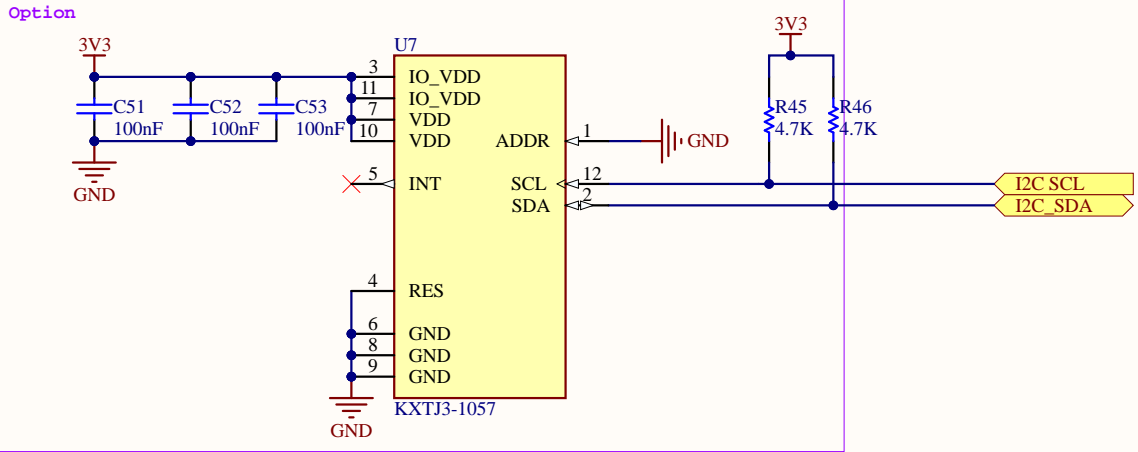 Option
3V3
C51
100nF
C52
100nF
C53
100nF
GND
U7
3
IO_VDD
11
IO_VDD
7
VDD
10
VDD
5
INT
4
RES
6
GND
8
GND
9
GND
ADDR
1
SCL
12
SDA
2
KXTJ3-1057
GND
GND
3V3
R45
4.7K
R46
4.7K
I2C SCL
I2C_SDA